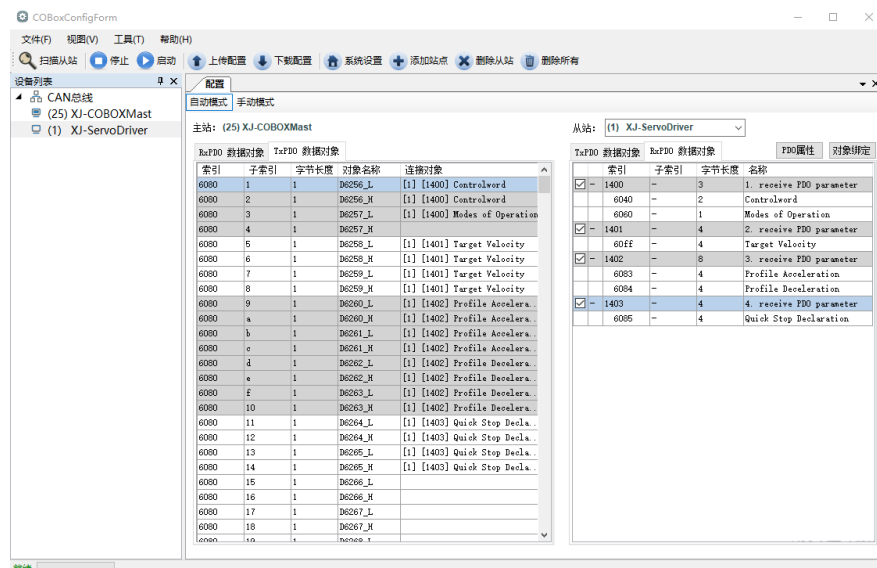 COBoxConfigForm
文件(F) 视图(V) 工具(T) 帮助(H)
扫描从站 停止 启动 上传配置 下载配置 系统设置 添加站点 删除从站 删除所有
设备列表
CAN总线
(25) XJ-COBOXMast
(1) XJ-ServoDriver
配置
自动模式 手动模式
主站: (25) XJ-COBOXMast
从站: (1) XJ-ServoDriver
RxPDO 数据对象 TxPDO 数据对象
索引 子索引 字节长度 对象名称 连接对象
6080 1 1 D6256_L [1] [1400] Controlword
6080 2 1 D6256_H [1] [1400] Controlword
6080 3 1 D6257_L [1] [1400] Modes of Operation
6080 4 1 D6257_H
6080 5 1 D6258_L [1] [1401] Target Velocity
6080 6 1 D6258_H [1] [1401] Target Velocity
6080 7 1 D6259_L [1] [1401] Target Velocity
6080 8 1 D6259_H [1] [1401] Target Velocity
6080 9 1 D6260_L [1] [1402] Profile Accelera..
6080 a 1 D6260_H [1] [1402] Profile Accelera..
6080 b 1 D6261_L [1] [1402] Profile Accelera..
6080 c 1 D6261_H [1] [1402] Profile Accelera..
6080 d 1 D6262_L [1] [1402] Profile Decelera..
6080 e 1 D6262_H [1] [1402] Profile Decelera..
6080 f 1 D6263_L [1] [1402] Profile Decelera..
6080 10 1 D6263_H [1] [1402] Profile Decelera..
6080 11 1 D6264_L [1] [1403] Quick Stop Decla..
6080 12 1 D6264_H [1] [1403] Quick Stop Decla..
6080 13 1 D6265_L [1] [1403] Quick Stop Decla..
6080 14 1 D6265_H [1] [1403] Quick Stop Decla..
6080 15 1 D6266_L
6080 16 1 D6266_H
6080 17 1 D6267_L
6080 18 1 D6267_H
6080 19 1 D6268_L
TxPDO 数据对象 RxPDO 数据对象 PDO属性 对象绑定
索引 子索引 字节长度 名称
1400 - 3 1. receive PDO parameter
6040 - 2 Controlword
6060 - 1 Modes of Operation
1401 - 4 2. receive PDO parameter
60ff - 4 Target Velocity
1402 - 8 3. receive PDO parameter
6083 - 4 Profile Acceleration
6084 - 4 Profile Deceleration
1403 - 4 4. receive PDO parameter
6085 - 4 Quick Stop Declaration